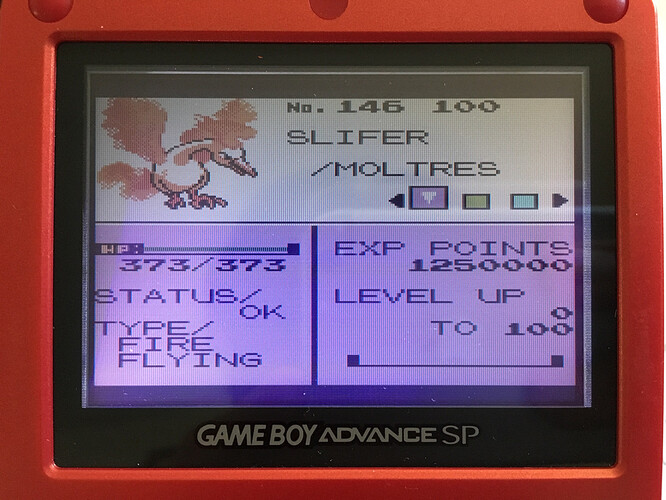 No. 146 100
SLIFER
/MOLTRES
HP: 
373/373
STATUS/
OK
TYPE/
FIRE
FLYING
EXP POINTS
1250000
LEVEL UP
0
TO 100
GAME BOY ADVANCE SP